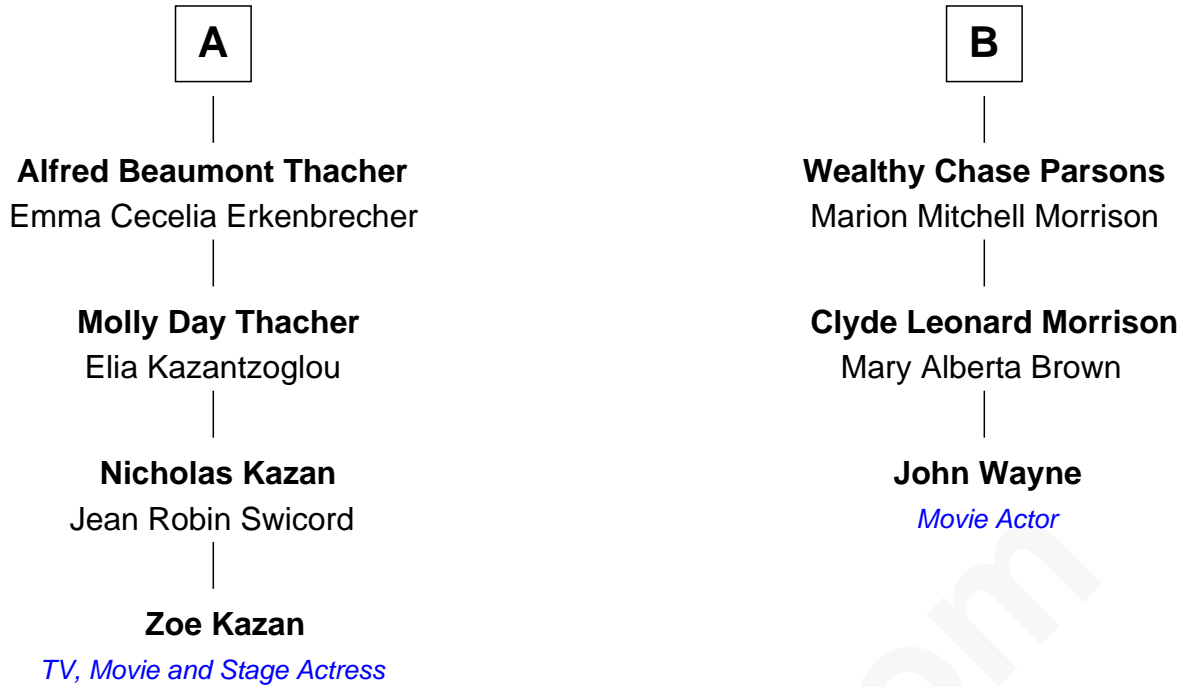 A
Alfred Beaumont Thacher
Emma Cecelia Erkenbrecher
Molly Day Thacher
Elia Kazantzoglou
Nicholas Kazan
Jean Robin Swicord
Zoe Kazan
TV, Movie and Stage Actress
B
Wealthy Chase Parsons
Marion Mitchell Morrison
Clyde Leonard Morrison
Mary Alberta Brown
John Wayne
Movie Actor
om